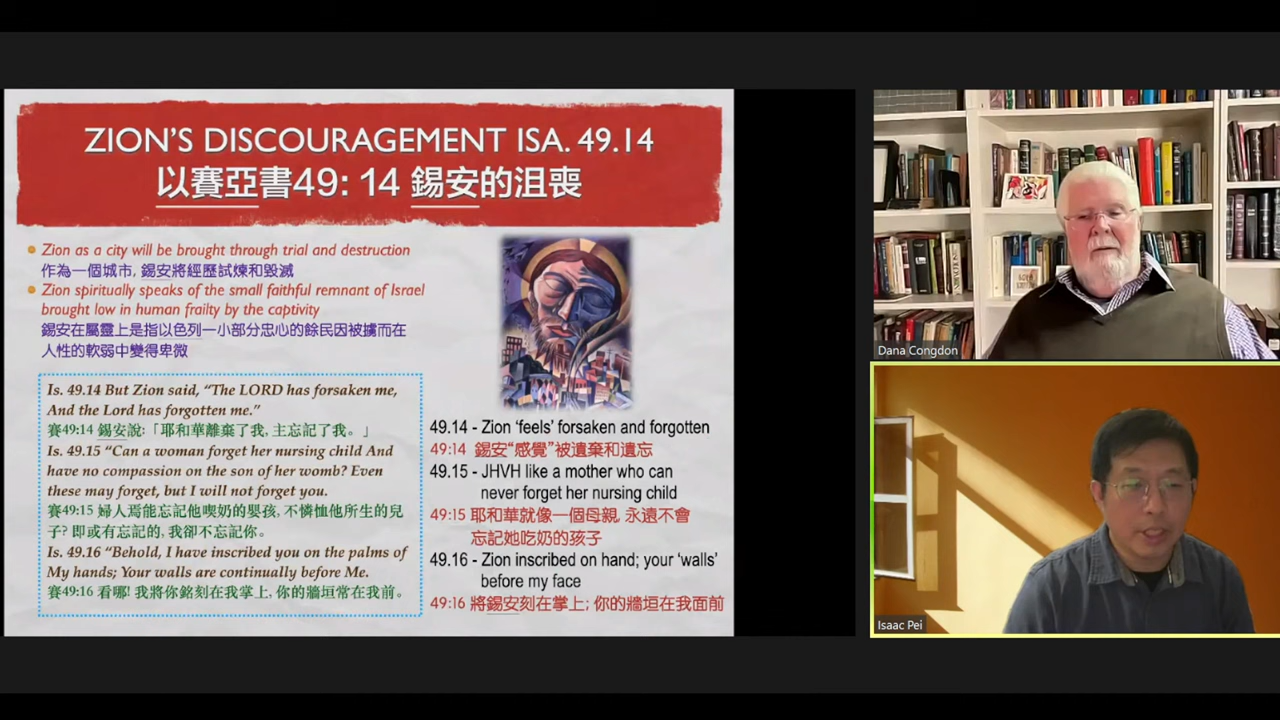 ZION'S DISCOURAGEMENT ISA. 49.14
以賽亞書49: 14 錫安的沮喪
Zion as a city will be brought through trial and destruction
作為一個城市, 錫安將經歷試煉和毀滅
Zion spiritually speaks of the small faithful remnant of Israel
brought low in human frailty by the captivity
錫安在屬靈上是指以色列一小部分忠心的餘民因被擄而在
人性的軟弱中變得卑微
Is. 49.14 But Zion said, “The LORD has forsaken me,
And the Lord has forgotten me.”
賽49:14 錫安說:「耶和華離棄了我, 主忘記了我。」
Is. 49.15 “Can a woman forget her nursing child And
have no compassion on the son of her womb? Even
these may forget, but I will not forget you.
賽49:15 婦人焉能忘記他喫奶的嬰孩, 不憐恤他所生的兒
子? 即或有忘記的, 我卻不忘記你。
Is. 49.16 “Behold, I have inscribed you on the palms of
My hands; Your walls are continually before Me.
賽49:16 看哪! 我將你銘刻在我掌上, 你的牆垣常在我前。
49.14 - Zion ‘feels’ forsaken and forgotten
49:14 錫安“感覺”被遺棄和遺忘
49.15 - JHVH like a mother who can
never forget her nursing child
49:15 耶和華就像一個母親, 永遠不會
忘記她吃奶的孩子
49.16 - Zion inscribed on hand; your ‘walls’
before my face
49:16 將錫安刻在掌上; 你的牆垣在我面前
Dana Congdon
Isaac Pei